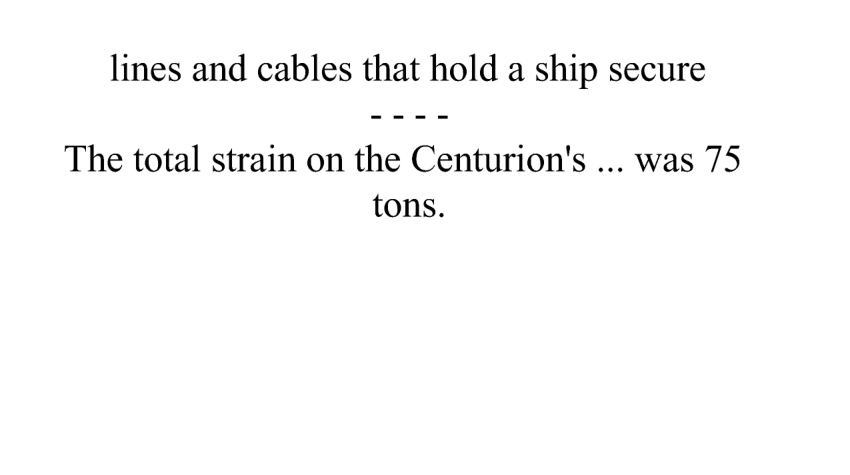 lines and cables that hold a ship secure
- - - -
The total strain on the Centurion's ... was 75
tons.